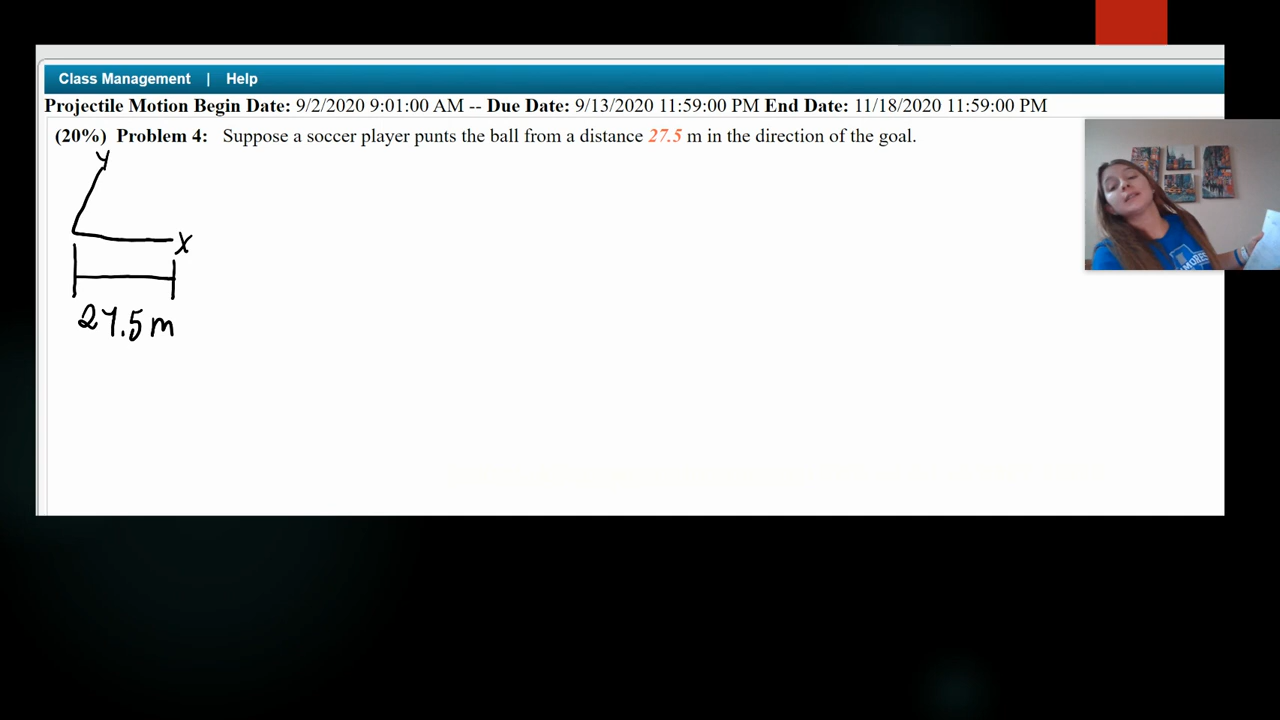 Class Management | Help
Projectile Motion Begin Date: 9/2/2020 9:01:00 AM -- Due Date: 9/13/2020 11:59:00 PM End Date: 11/18/2020 11:59:00 PM
(20%) Problem 4: Suppose a soccer player punts the ball from a distance 27.5 m in the direction of the goal.
y
x
27.5 m